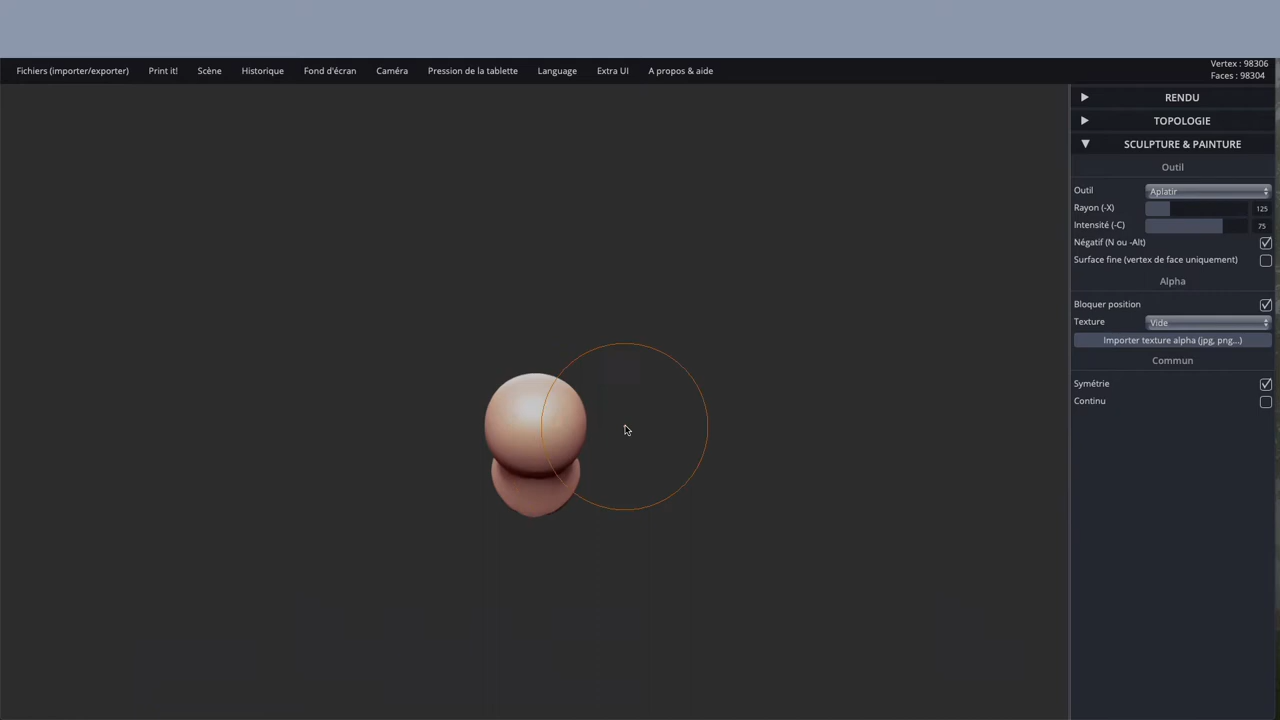 Fichiers (importer/exporter) Print it! Scène Historique Fond d'écran Caméra Pression de la tablette Language Extra UI A propos & aide
Vertex : 98306
Faces : 98304
RENDU
TOPOLOGIE
SCULPTURE & PAINTURE
Outil
Outil Aplatir
Rayon (-X) 125
Intensité (-C) 75
Négatif (N ou -Alt)
Surface fine (vertex de face uniquement)
Alpha
Bloquer position
Texture Vide
Importer texture alpha (jpg, png...)
Commun
Symétrie
Continu